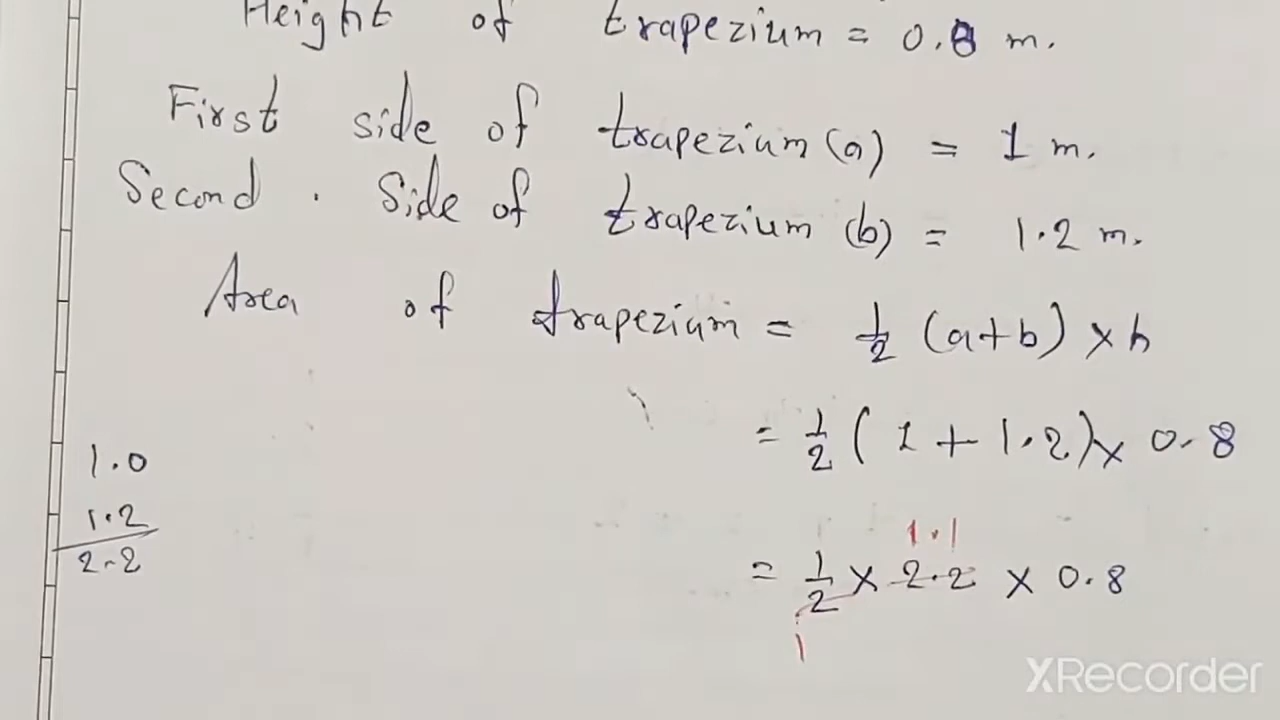 Height of trapezium = 0.8 m.
First side of trapezium (a) = 1 m.
Second . Side of trapezium (b) = 1.2 m.
Area of trapezium = 1/2 (a+b) × h
= 1/2 (1 + 1.2) × 0.8
1.0
1.2
2.2
1.1
= 1/2 × 2.2 × 0.8
1
XRecorder